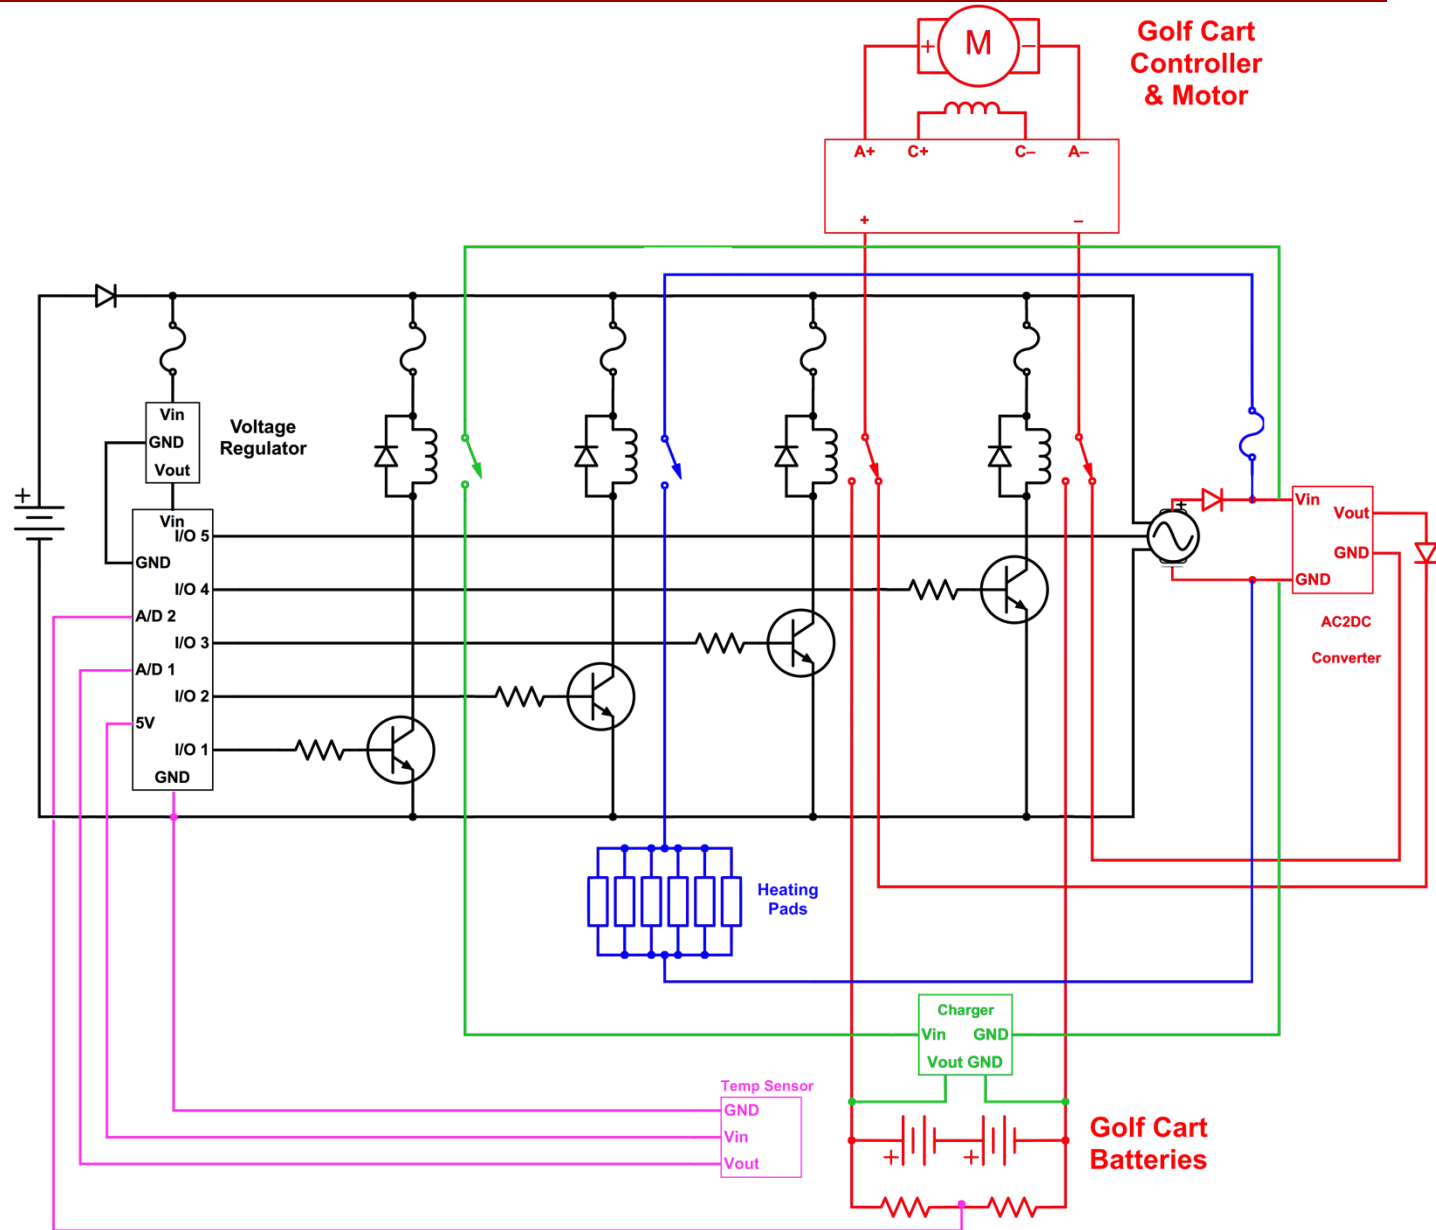 Golf Cart
Controller
& Motor
M
+
−
A+
C+
C−
A−
+
−
Vin
GND
Vout
Voltage
Regulator
+
Vin
I/O 5
GND
I/O 4
A/D 2
I/O 3
A/D 1
I/O 2
5V
I/O 1
GND
+
Vin
Vout
GND
GND
AC2DC
Converter
Heating
Pads
Charger
Vin
GND
Vout GND
Temp Sensor
GND
Vin
Vout
+
+
Golf Cart
Batteries